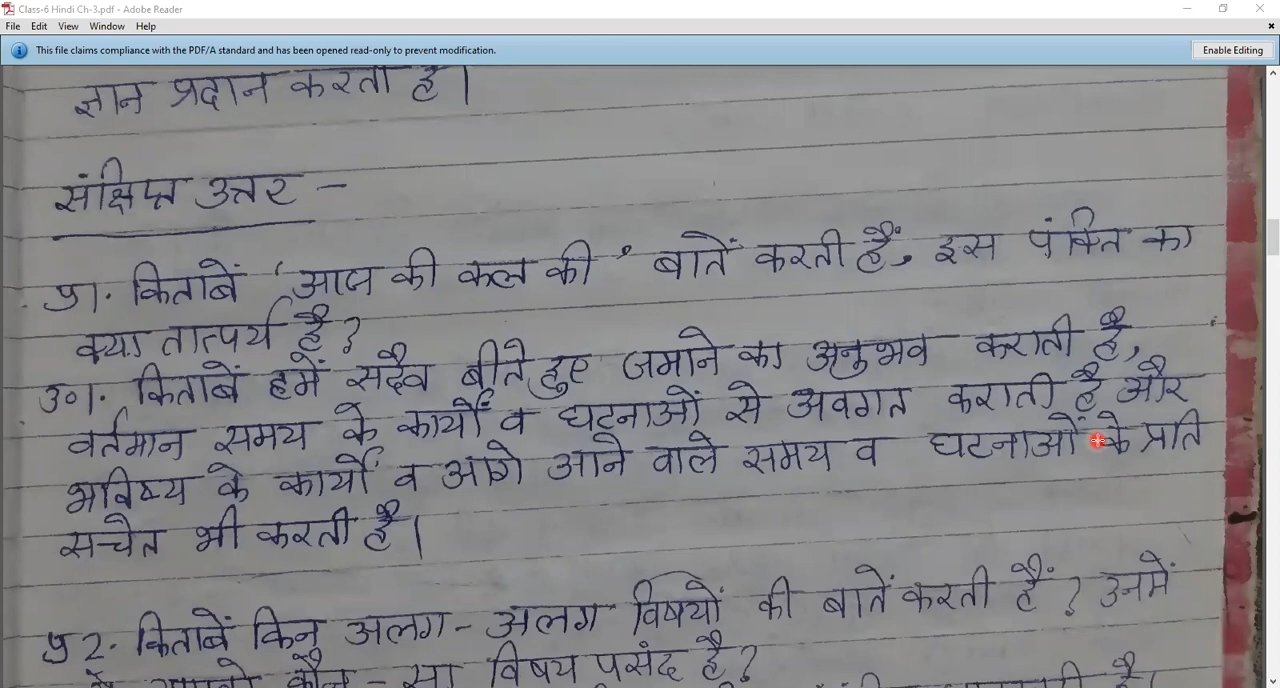 Class-6 Hindi Ch-3.pdf - Adobe Reader
File Edit View Window Help
This file claims compliance with the PDF/A standard and has been opened read-only to prevent modification.
Enable Editing
ज्ञान प्रदान करती है।
संक्षिप्त उत्तर -
प्र1. किताबें 'आज की कल की' बातें करती हैं, इस पंक्ति का
क्या तात्पर्य है?
उ०1. किताबें हमें सदैव बीते हुए जमाने का अनुभव कराती है,
वर्तमान समय के कार्यों व घटनाओं से अवगत कराती है और
भविष्य के कार्यों व आगे आने वाले समय व घटनाओं के प्रति
सचेत भी करती है।
प्र2. किताबें किन अलग-अलग विषयों की बातें करती हैं? उनमें
कौन-सा विषय पसंद है?